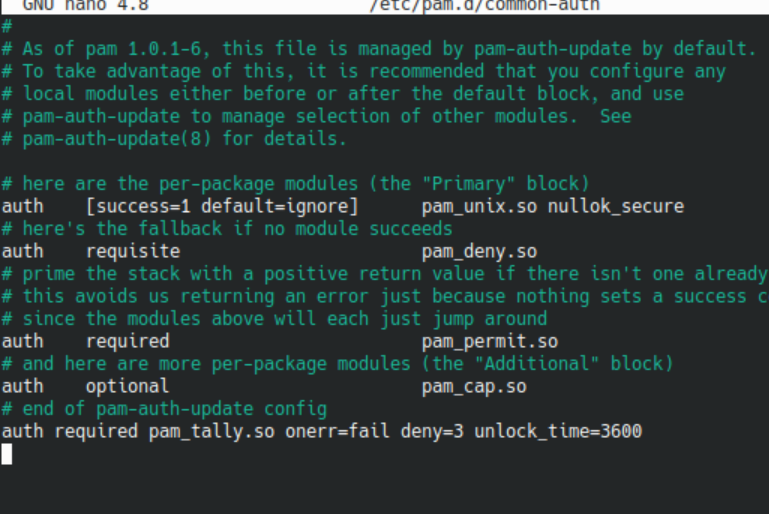 GNU nano 4.8 /etc/pam.d/common-auth
#
# As of pam 1.0.1-6, this file is managed by pam-auth-update by default.
# To take advantage of this, it is recommended that you configure any
# local modules either before or after the default block, and use
# pam-auth-update to manage selection of other modules.  See
# pam-auth-update(8) for details.
# here are the per-package modules (the "Primary" block)
auth    [success=1 default=ignore]      pam_unix.so nullok_secure
# here's the fallback if no module succeeds
auth    requisite                       pam_deny.so
# prime the stack with a positive return value if there isn't one already
# this avoids us returning an error just because nothing sets a success c
# since the modules above will each just jump around
auth    required                        pam_permit.so
# and here are more per-package modules (the "Additional" block)
auth    optional                        pam_cap.so
# end of pam-auth-update config
auth required pam_tally.so onerr=fail deny=3 unlock_time=3600